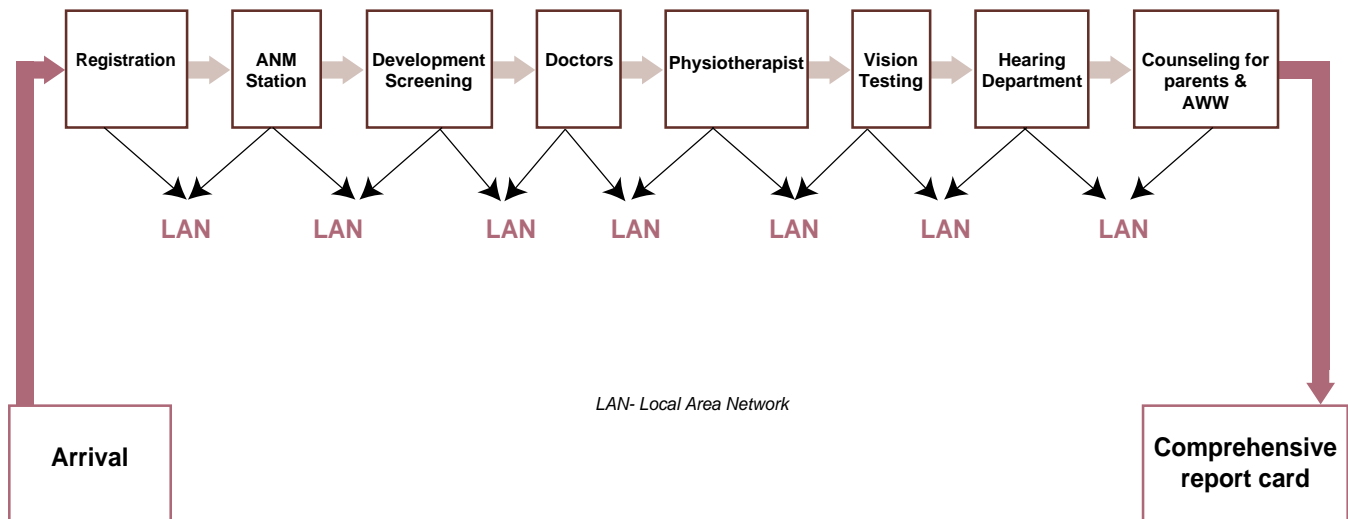 Registration
ANM
Station
Development
Screening
Doctors
Physiotherapist
Vision
Testing
Hearing
Department
Counseling for
parents &
AWW
LAN
LAN
LAN
LAN
LAN
LAN
LAN
LAN- Local Area Network
Arrival
Comprehensive
report card